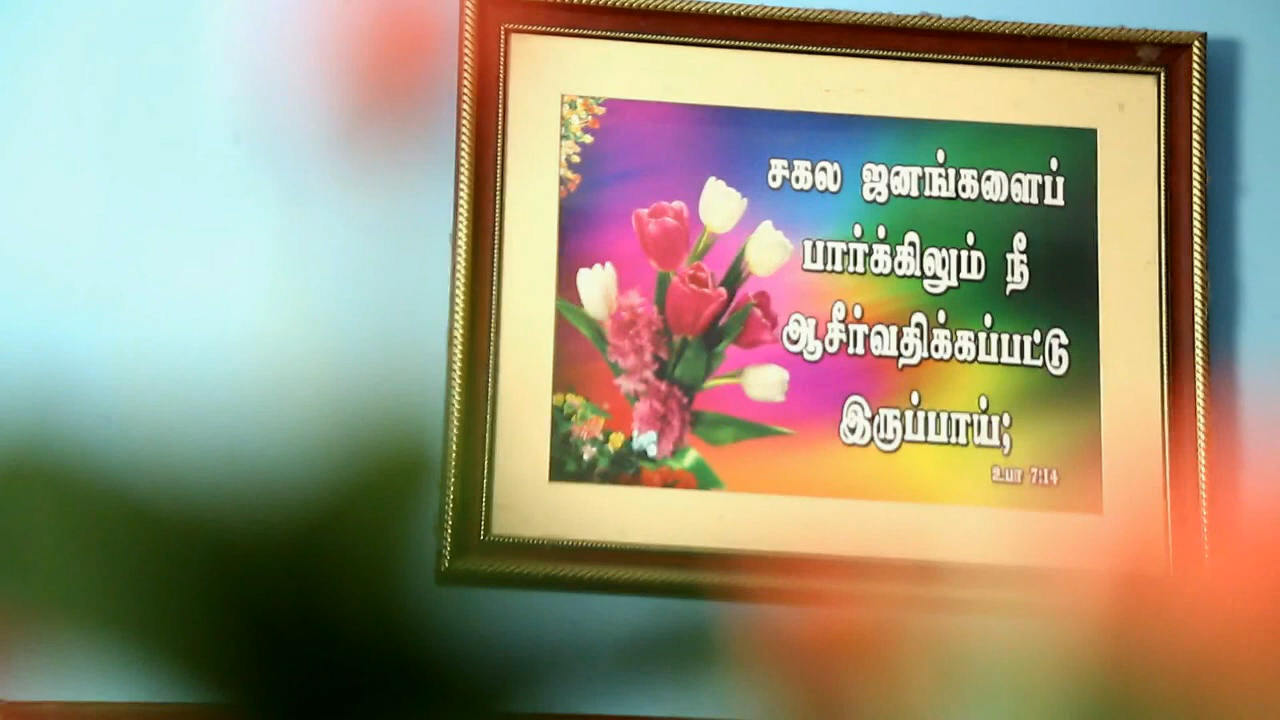 சகல ஜனங்களைப்
பார்க்கிலும் நீ
ஆசீர்வதிக்கப்பட்டு
இருப்பாய்;
உபா 7:14